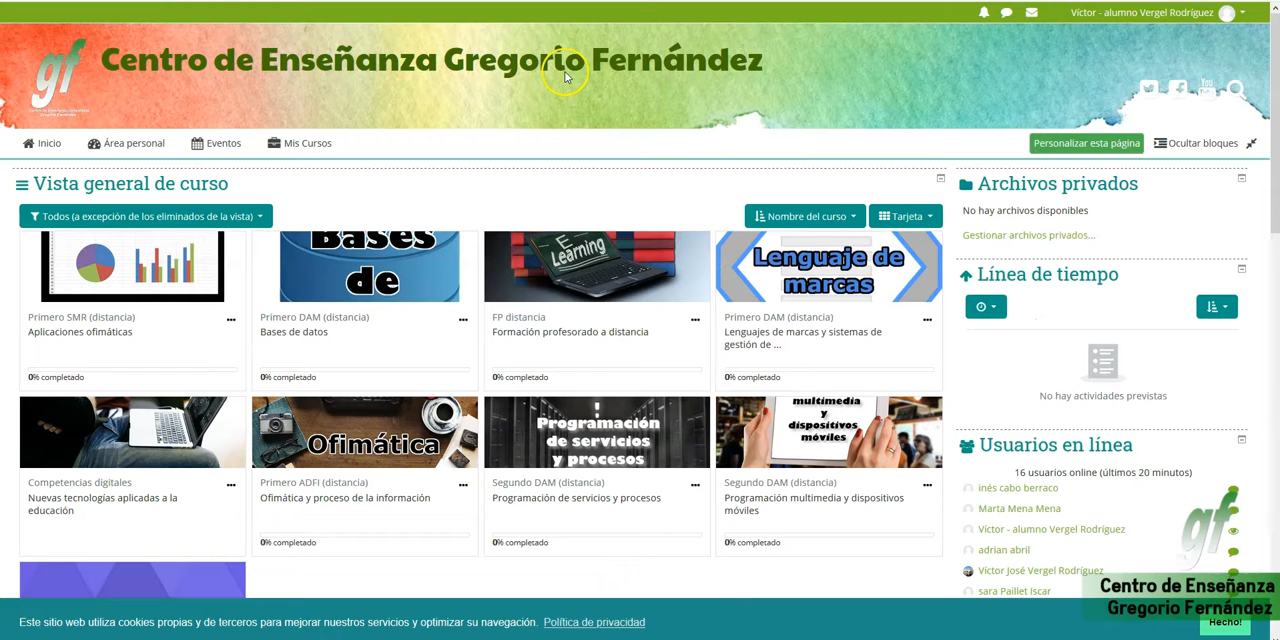 Víctor - alumno Vergel Rodríguez
gf
Centro de Enseñanza Gregorio Fernández
Inicio
Área personal
Eventos
Mis Cursos
Personalizar esta página
Ocultar bloques
Vista general de curso
Todos (a excepción de los eliminados de la vista)
Nombre del curso
Tarjeta
Bases
de
E
Learning
Lenguaje de
marcas
Primero SMR (distancia)
Aplicaciones ofimáticas
0% completado
Primero DAM (distancia)
Bases de datos
0% completado
FP distancia
Formación profesorado a distancia
Primero DAM (distancia)
Lenguajes de marcas y sistemas de
gestión de ...
0% completado
Ofimática
Programación
de servicios
y procesos
multimedia
y
dispositivos
móviles
Competencias digitales
Nuevas tecnologías aplicadas a la
educación
Primero ADFI (distancia)
Ofimática y proceso de la información
0% completado
Segundo DAM (distancia)
Programación de servicios y procesos
0% completado
Segundo DAM (distancia)
Programación multimedia y dispositivos
móviles
0% completado
Archivos privados
No hay archivos disponibles
Gestionar archivos privados...
Línea de tiempo
No hay actividades previstas
Usuarios en línea
16 usuarios online (últimos 20 minutos)
inés cabo berraco
Marta Mena Mena
Víctor - alumno Vergel Rodríguez
adrian abril
Víctor José Vergel Rodríguez
sara Paillet Iscar
gf
Centro de Enseñanza
Gregorio Fernández
Este sitio web utiliza cookies propias y de terceros para mejorar nuestros servicios y optimizar su navegación. Política de privacidad
Hecho!